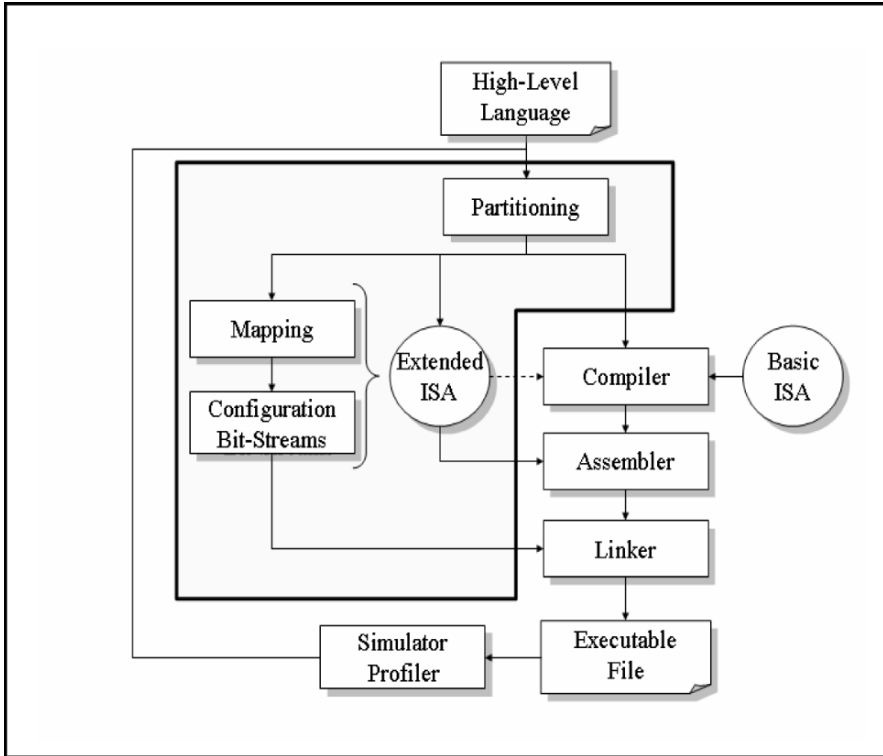 High-Level
Language
Partitioning
Mapping
Configuration
Bit-Streams
Extended
ISA
Compiler
Basic
ISA
Assembler
Linker
Simulator
Profiler
Executable
File